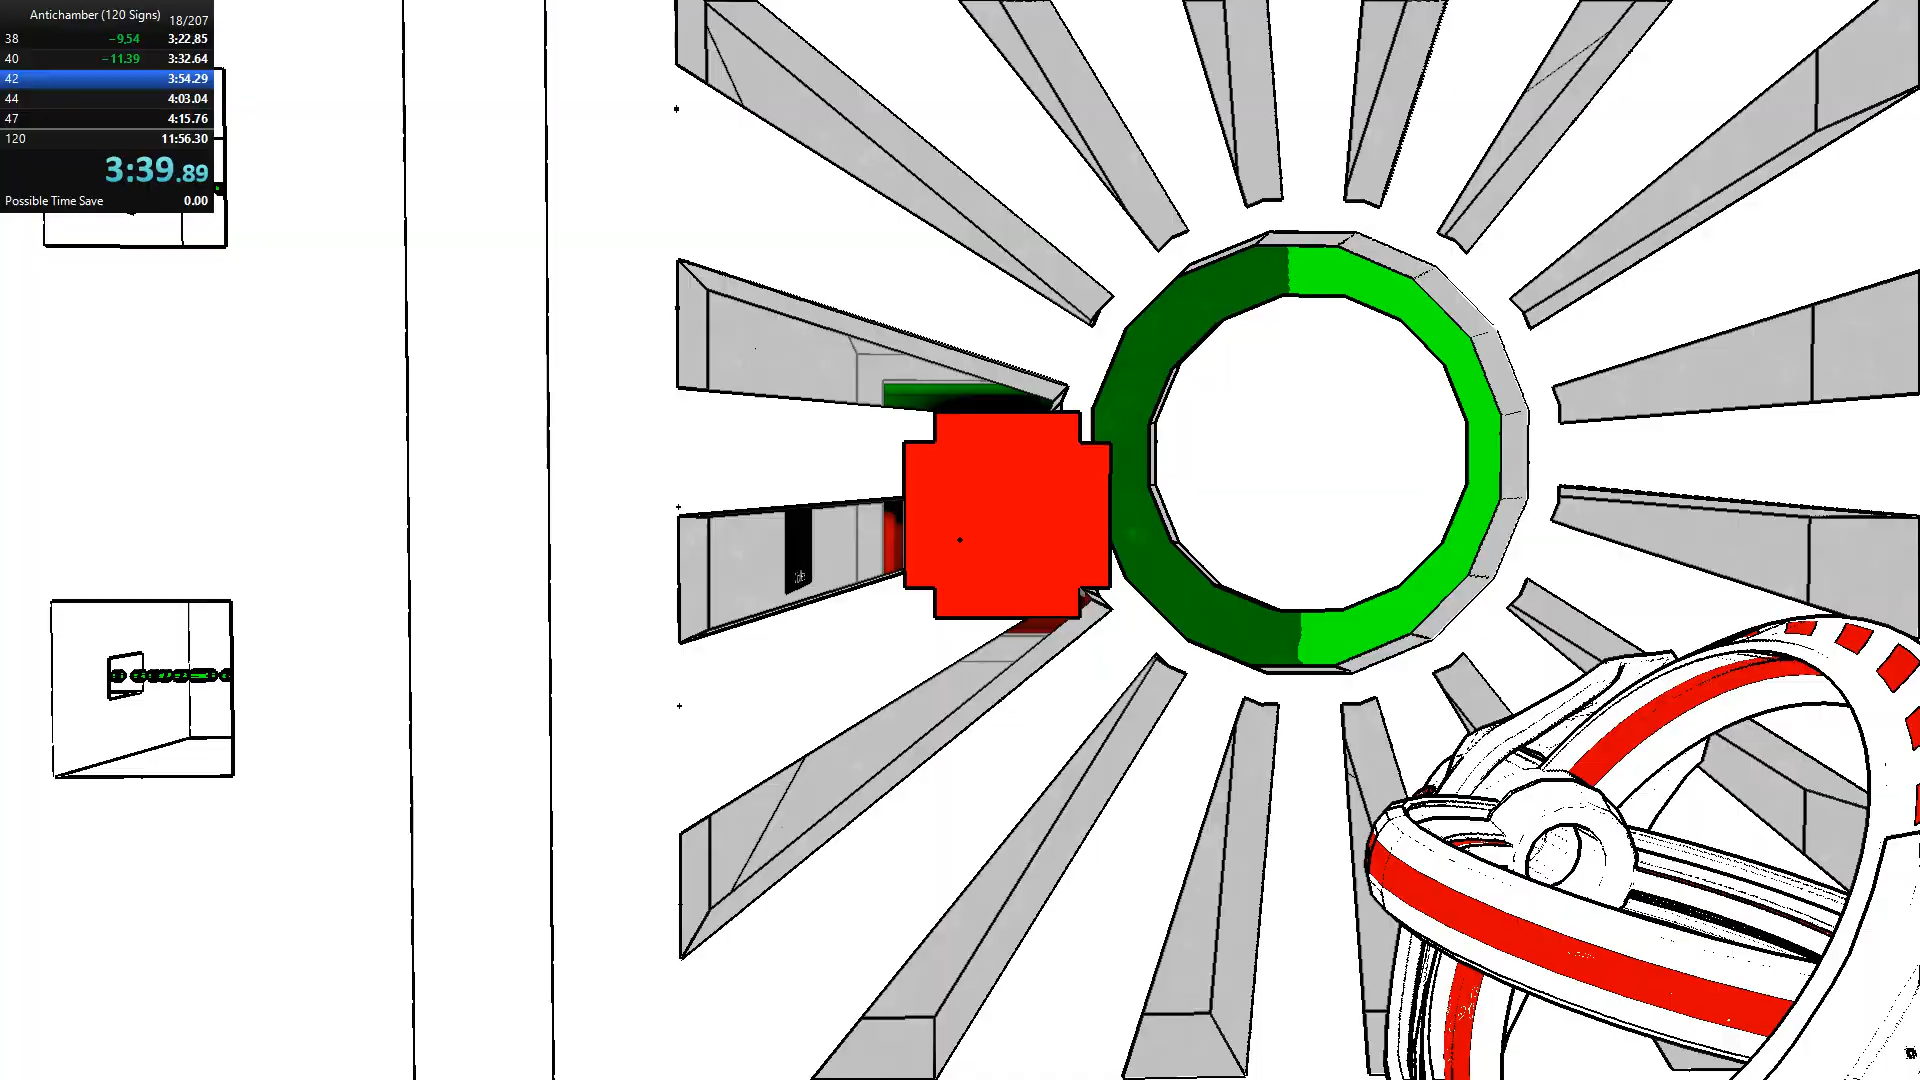 Antichamber (120 Signs) 18/207
38 −9.54 3:22.85
40 −11.39 3:32.64
42 3:54.29
44 4:03.04
47 4:15.76
120 11:56.30
3:39.89
Possible Time Save 0.00